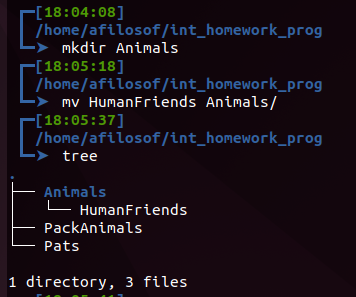 [18:04:08]
/home/afilosof/int_homework_prog
➤ mkdir Animals
[18:05:18]
/home/afilosof/int_homework_prog
➤ mv HumanFriends Animals/
[18:05:37]
/home/afilosof/int_homework_prog
➤ tree
.
├── Animals
│   └── HumanFriends
├── PackAnimals
└── Pats
1 directory, 3 files